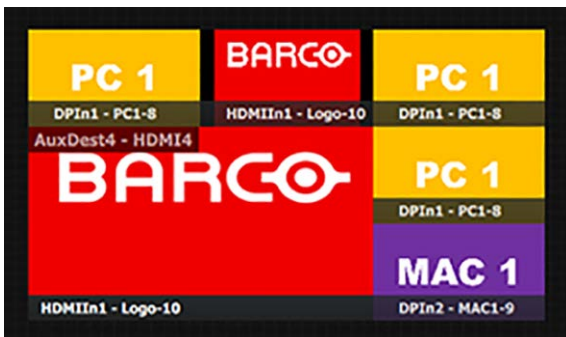 PC 1
BARCO
PC 1
DPIn1 - PC1-8
HDMIIn1 - Logo-10
DPIn1 - PC1-8
AuxDest4 - HDMI4
BARCO
PC 1
DPIn1 - PC1-8
MAC 1
HDMIIn1 - Logo-10
DPIn2 - MAC1-9